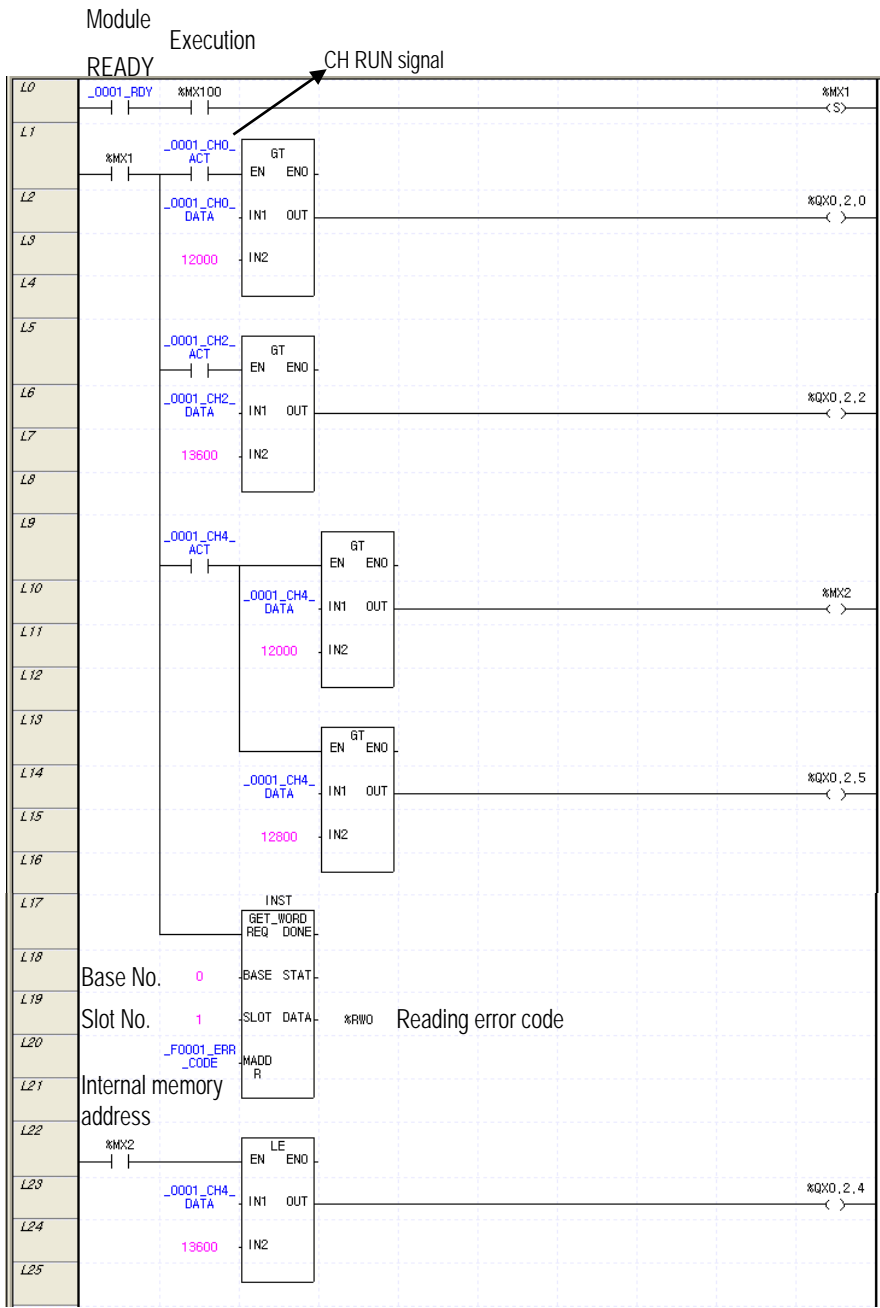 Module
Execution
READY
CH RUN signal
L0
_0001_RDY
%MX100
%MX1
(S)
L1
%MX1
_0001_CH0_
ACT
GT
EN ENO
L2
_0001_CH0_
DATA
IN1 OUT
%QX0,2,0
L3
12000
IN2
L4
L5
_0001_CH2_
ACT
GT
EN ENO
L6
_0001_CH2_
DATA
IN1 OUT
%QX0,2,2
L7
13600
IN2
L8
L9
_0001_CH4_
ACT
GT
EN ENO
L10
_0001_CH4_
DATA
IN1 OUT
%MX2
L11
12000
IN2
L12
L13
GT
EN ENO
L14
_0001_CH4_
DATA
IN1 OUT
%QX0,2,5
L15
12800
IN2
L16
L17
INST
GET_WORD
REQ DONE
L18
Base No.
0
BASE STAT
L19
Slot No.
1
SLOT DATA
%RW0
Reading error code
L20
_F0001_ERR
_CODE
MADD
R
L21
Internal memory
address
L22
%MX2
LE
EN ENO
L23
_0001_CH4_
DATA
IN1 OUT
%QX0,2,4
L24
13600
IN2
L25